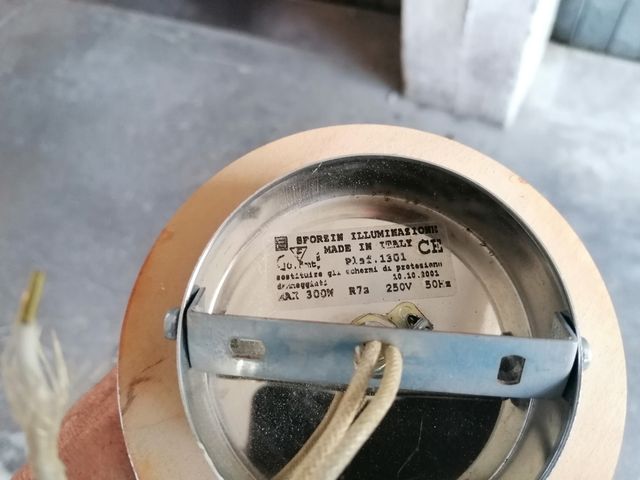 SFORZIN ILLUMINAZIONE
MADE IN ITALY CE
Plaf.1301
sostituire gli schermi di protezione
danneggiati 10.10.2001
MAX 300W R7s 250V 50Hz